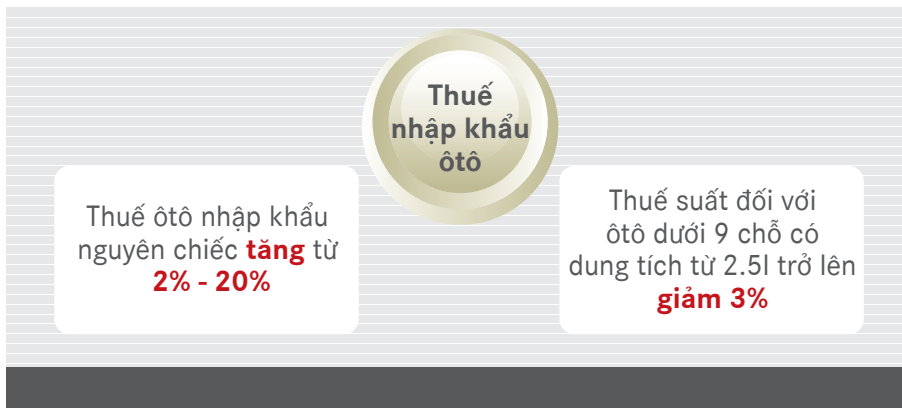 Thuế
nhập khẩu
ôtô
Thuế ôtô nhập khẩu
nguyên chiếc tăng từ
2% - 20%
Thuế suất đối với
ôtô dưới 9 chỗ có
dung tích từ 2.5l trở lên
giảm 3%